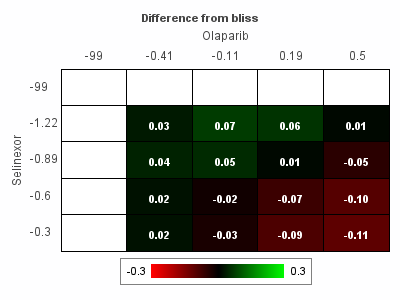 Difference from bliss
Olaparib
-99 -0.41 -0.11 0.19 0.5
Selinexor
-99
-1.22 0.03 0.07 0.06 0.01
-0.89 0.04 0.05 0.01 -0.05
-0.6 0.02 -0.02 -0.07 -0.10
-0.3 0.02 -0.03 -0.09 -0.11
-0.3 0.3